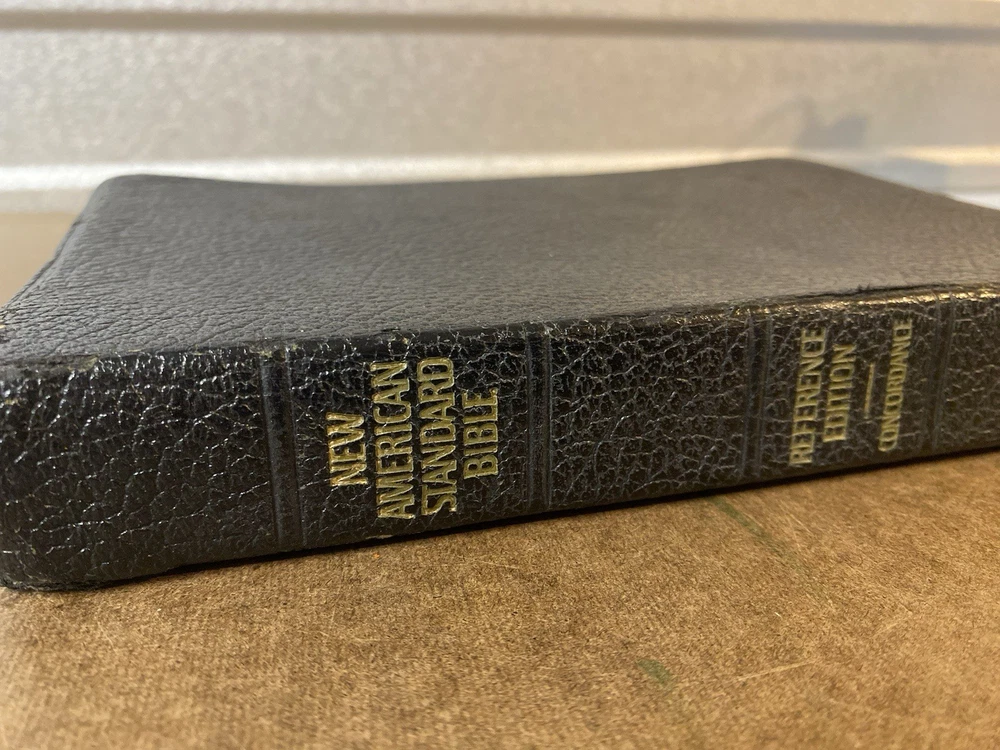 NEW
AMERICAN
STANDARD
BIBLE
REFERENCE
EDITION
CONCORDANCE